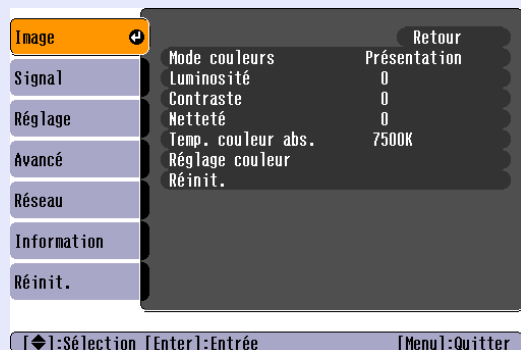 Image
Signal
Réglage
Avancé
Réseau
Information
Réinit.
Retour
Mode couleurs Présentation
Luminosité 0
Contraste 0
Netteté 0
Temp. couleur abs. 7500K
Réglage couleur
Réinit.
[◆]:Sélection [Enter]:Entrée [Menu]:Quitter